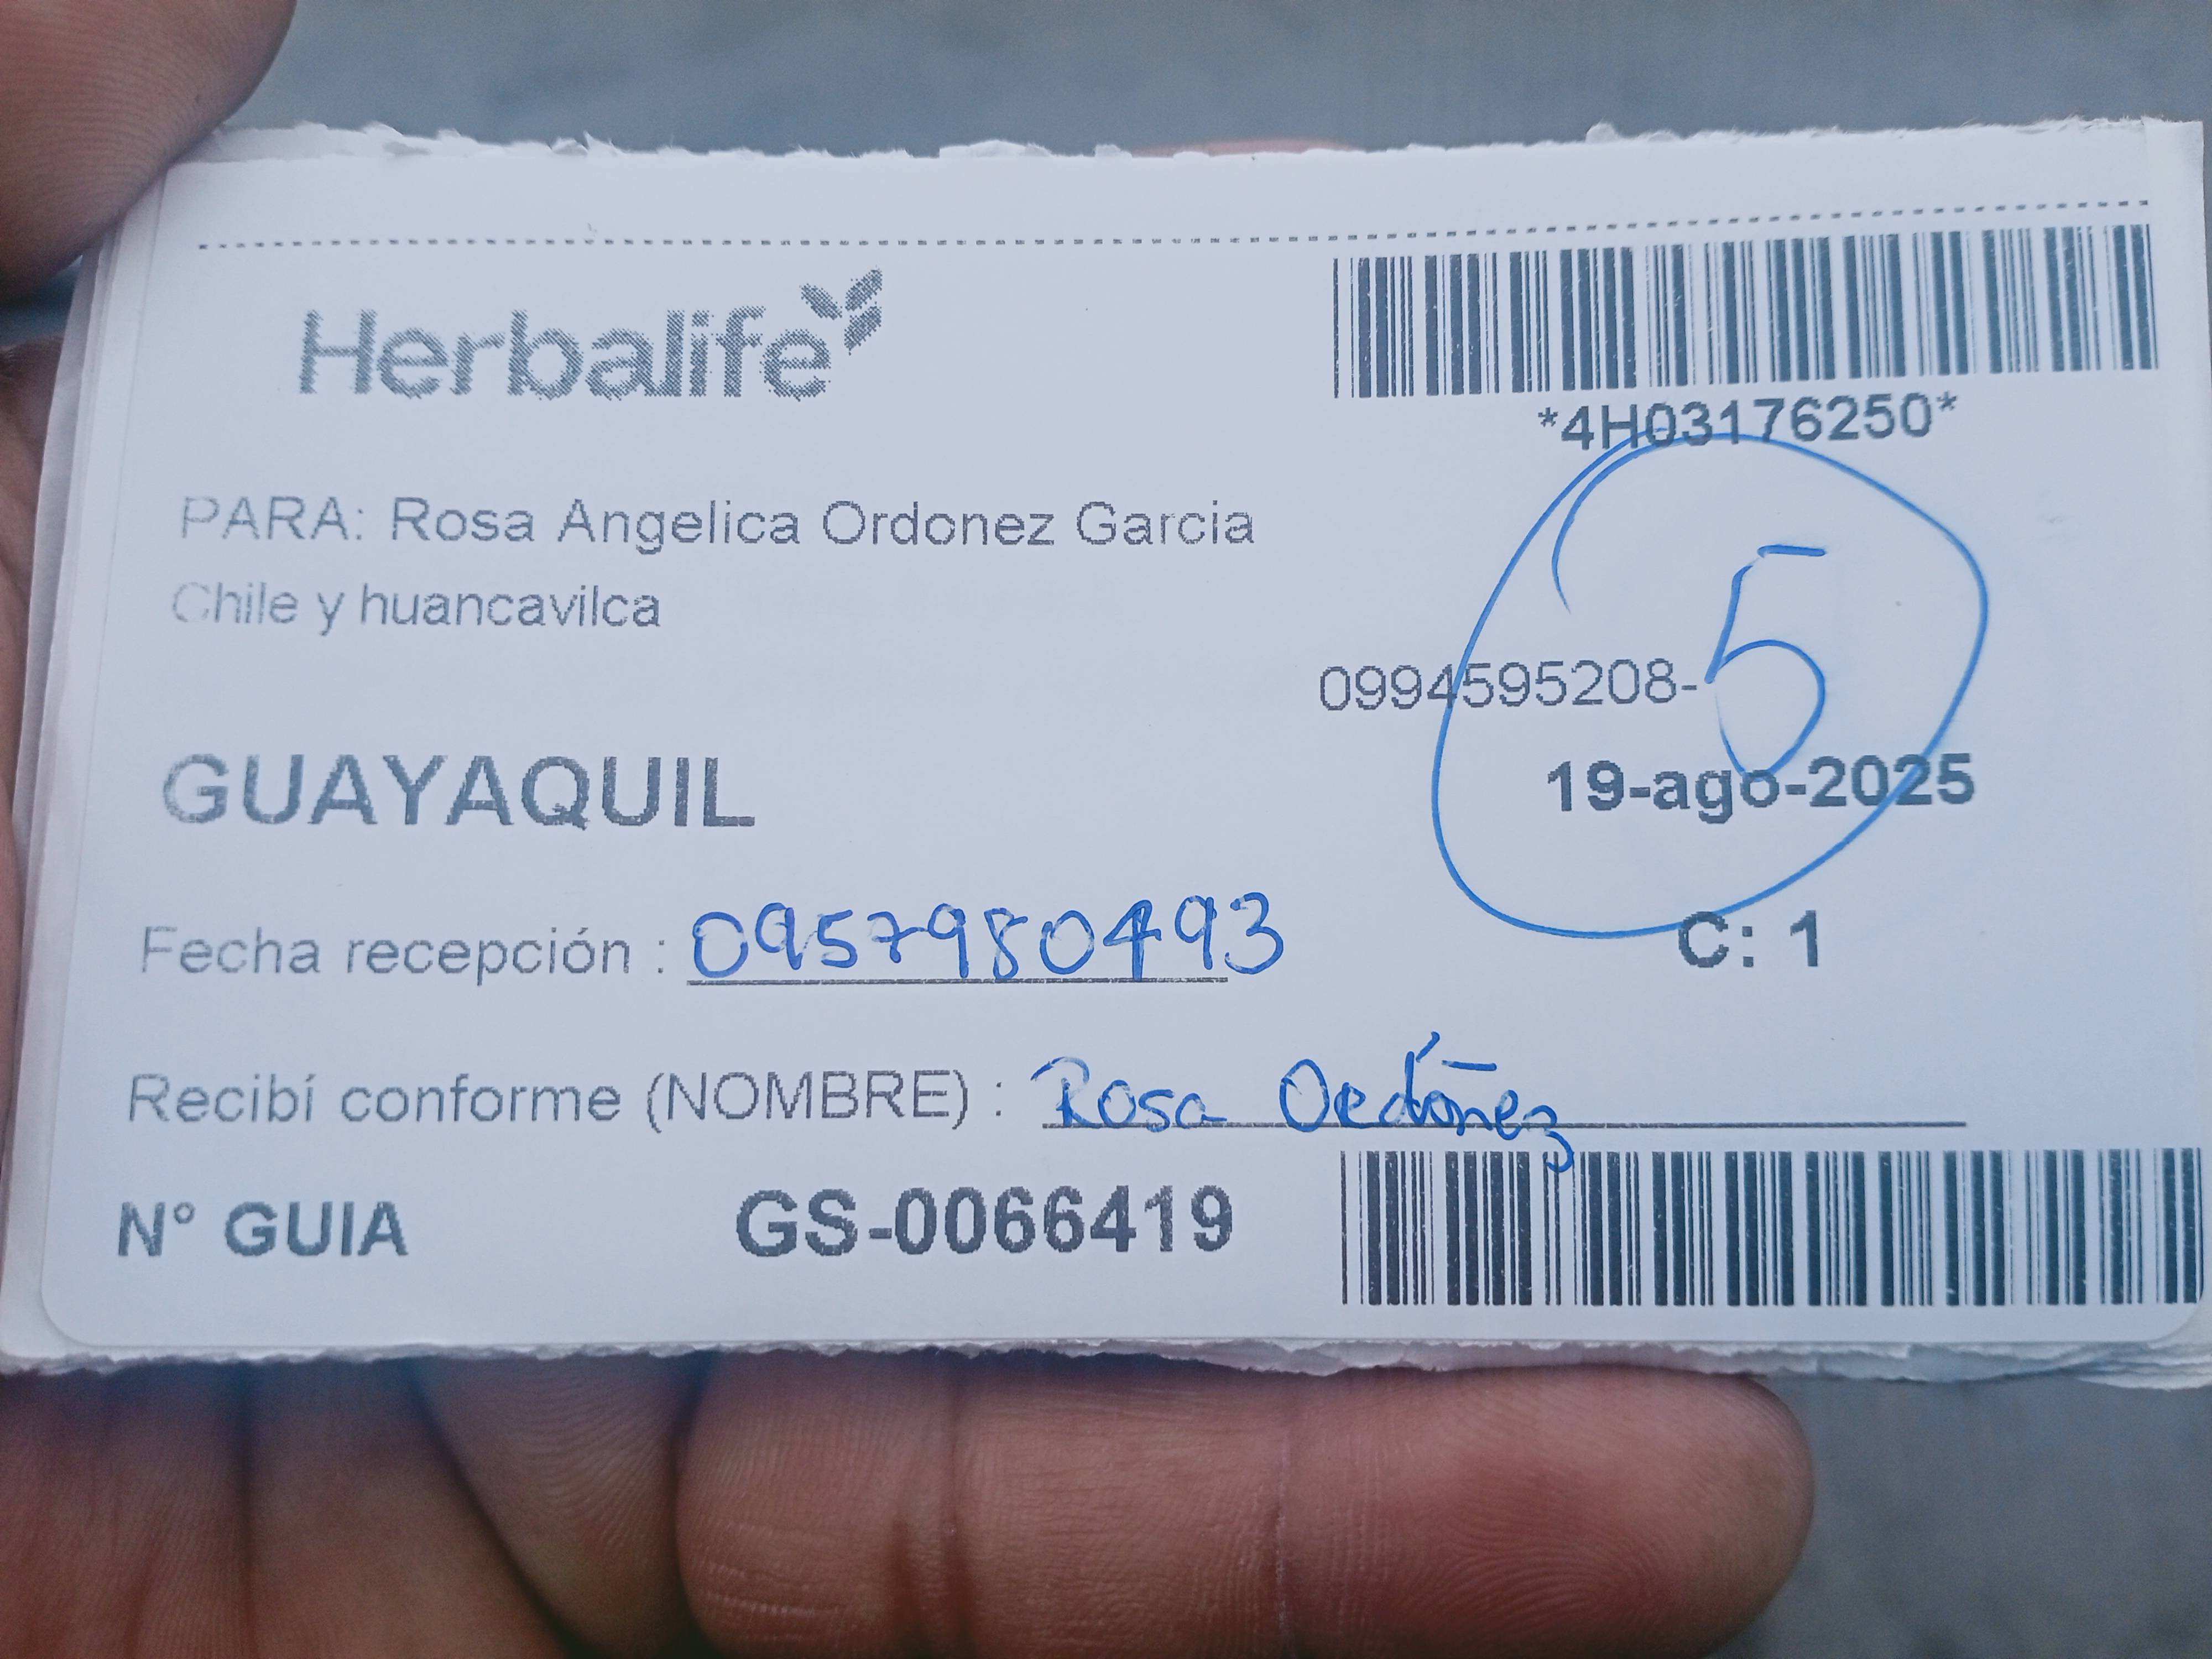 Herbalife
*4H03176250*
PARA: Rosa Angelica Ordonez Garcia
Chile y huancavilca
5
0994595208-
GUAYAQUIL
19-ago-2025
Fecha recepción : 0957980493
C: 1
Recibí conforme (NOMBRE) : Rosa Ordóñez
N° GUIA GS-0066419